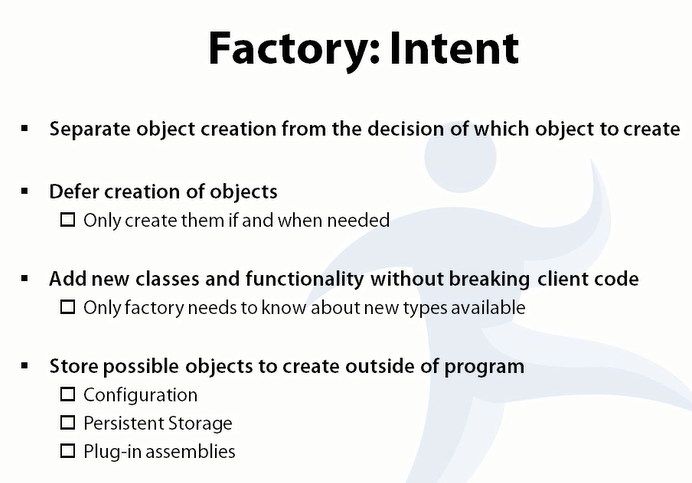 Factory: Intent
Separate object creation from the decision of which object to create
Defer creation of objects
Only create them if and when needed
Add new classes and functionality without breaking client code
Only factory needs to know about new types available
Store possible objects to create outside of program
Configuration
Persistent Storage
Plug-in assemblies